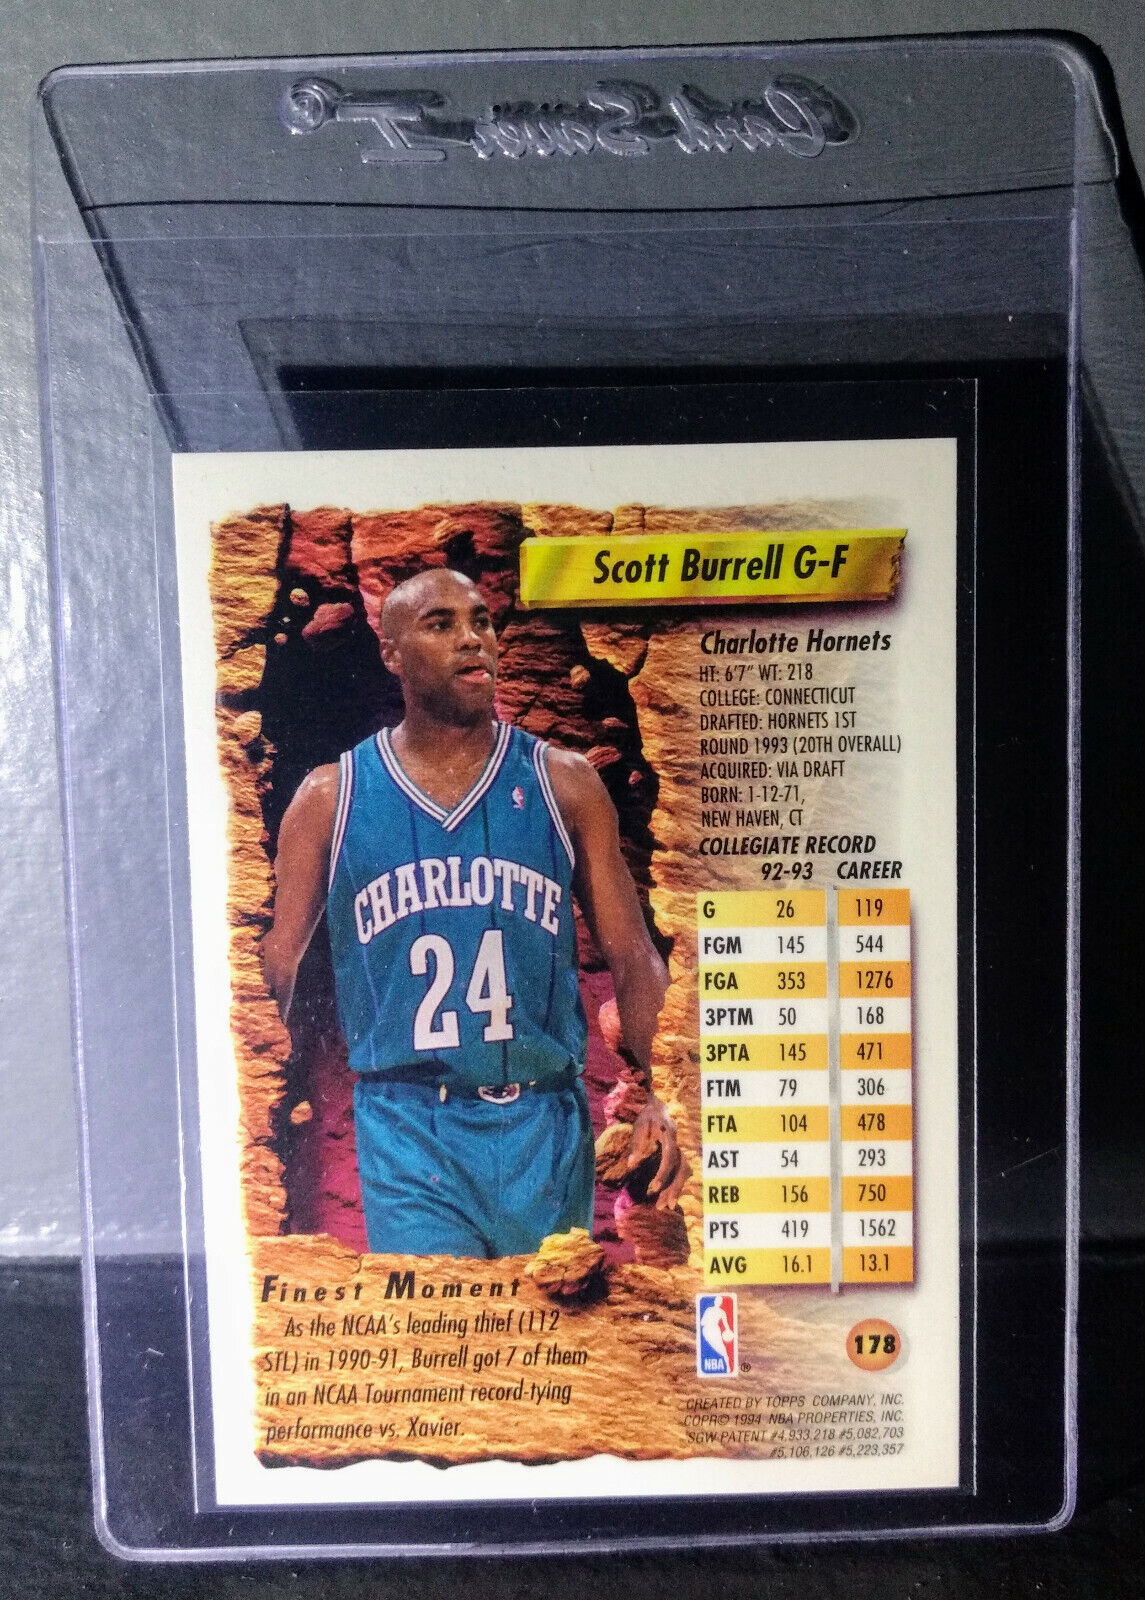 Card Saver I®
Scott Burrell G-F
Charlotte Hornets
HT: 6'7" WT: 218
COLLEGE: CONNECTICUT
DRAFTED: HORNETS 1ST
ROUND 1993 (20TH OVERALL)
ACQUIRED: VIA DRAFT
BORN: 1-12-71,
NEW HAVEN, CT
COLLEGIATE RECORD
92-93 CAREER
G 26 119
FGM 145 544
FGA 353 1276
3PTM 50 168
3PTA 145 471
FTM 79 306
FTA 104 478
AST 54 293
REB 156 750
PTS 419 1562
AVG 16.1 13.1
CHARLOTTE
24
Finest Moment
As the NCAA's leading thief (112
STL) in 1990-91, Burrell got 7 of them
in an NCAA Tournament record-tying
performance vs. Xavier.
NBA ®
178
CREATED BY TOPPS COMPANY, INC.
COPR© 1994 NBA PROPERTIES, INC.
SGW PATENT #4,933,218 #5,082,703
#5,106,126 #5,223,357